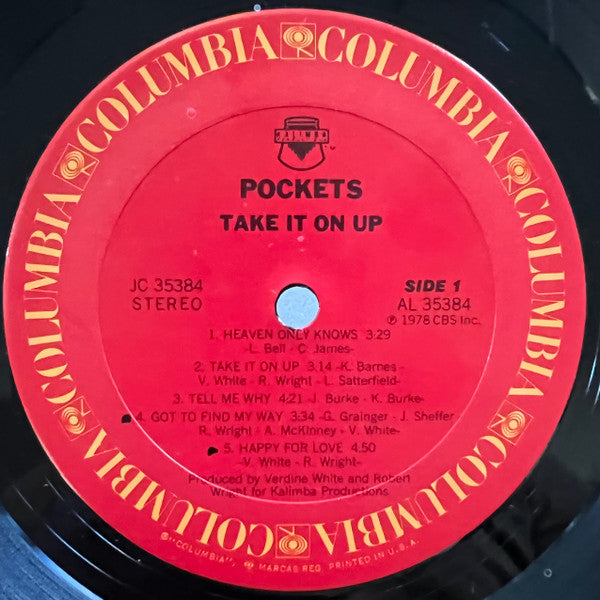 COLUMBIA COLUMBIA COLUMBIA COLUMBIA COLUMBIA COLUMBIA
KALIMBA
POCKETS
TAKE IT ON UP
JC 35384
STEREO
SIDE 1
AL 35384
℗ 1978 CBS Inc.
1. HEAVEN ONLY KNOWS 3:29
-L. Bell - C. James-
2. TAKE IT ON UP 3:14 -K. Barnes-
V. White - R. Wright - L. Satterfield-
3. TELL ME WHY 4:21 -J. Burke - K. Burke-
4. GOT TO FIND MY WAY 3:34 -G. Grainger - J. Sheffer
R. Wright - A. McKinney - V. White-
5. HAPPY FOR LOVE 4:50
-V. White - R. Wright-
Produced by Verdine White and Robert
Wright for Kalimba Productions
"COLUMBIA", MARCAS REG. PRINTED IN U.S.A.